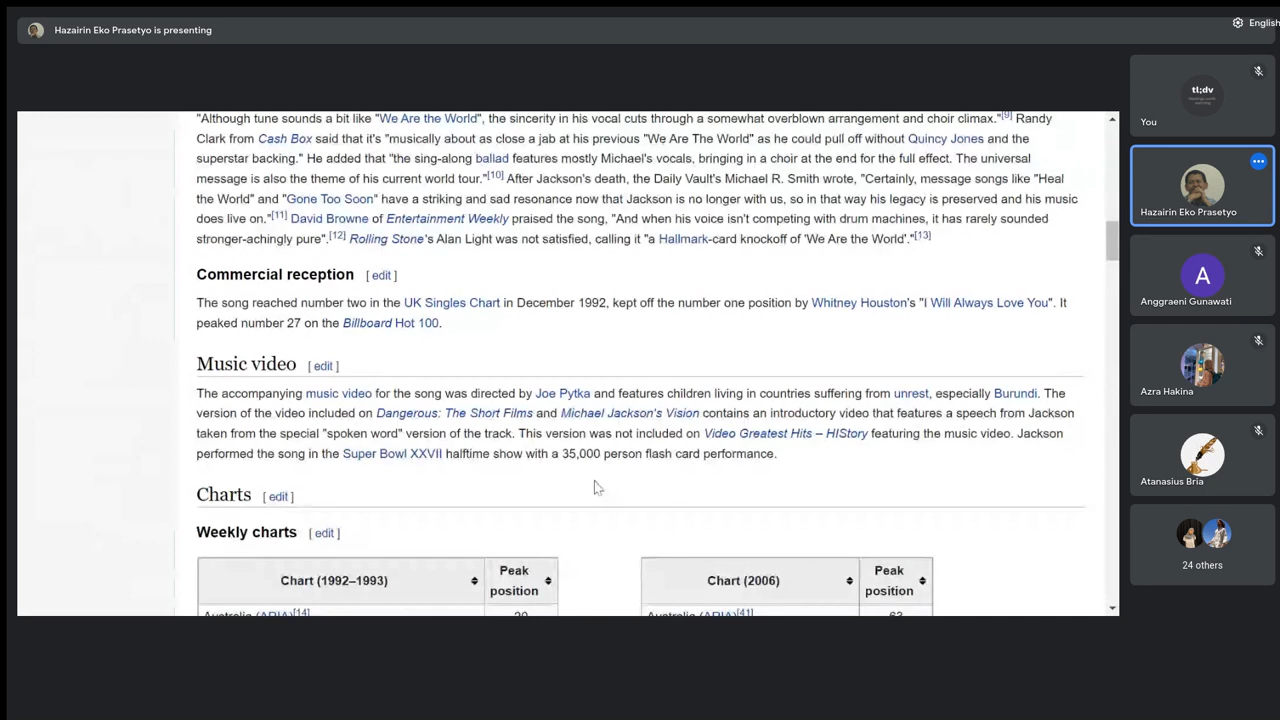 Hazairin Eko Prasetyo is presenting
English
"Although tune sounds a bit like "We Are the World", the sincerity in his vocal cuts through a somewhat overblown arrangement and choir climax."[9] Randy
Clark from Cash Box said that it's "musically about as close a jab at his previous "We Are The World" as he could pull off without Quincy Jones and the
superstar backing." He added that "the sing-along ballad features mostly Michael's vocals, bringing in a choir at the end for the full effect. The universal
message is also the theme of his current world tour."[10] After Jackson's death, the Daily Vault's Michael R. Smith wrote, "Certainly, message songs like "Heal
the World" and "Gone Too Soon" have a striking and sad resonance now that Jackson is no longer with us, so in that way his legacy is preserved and his music
does live on."[11] David Browne of Entertainment Weekly praised the song, "And when his voice isn't competing with drum machines, it has rarely sounded
stronger-achingly pure".[12] Rolling Stone's Alan Light was not satisfied, calling it "a Hallmark-card knockoff of 'We Are the World'."[13]
Commercial reception [ edit ]
The song reached number two in the UK Singles Chart in December 1992, kept off the number one position by Whitney Houston's "I Will Always Love You". It
peaked number 27 on the Billboard Hot 100.
Music video [ edit ]
The accompanying music video for the song was directed by Joe Pytka and features children living in countries suffering from unrest, especially Burundi. The
version of the video included on Dangerous: The Short Films and Michael Jackson's Vision contains an introductory video that features a speech from Jackson
taken from the special "spoken word" version of the track. This version was not included on Video Greatest Hits – HIStory featuring the music video. Jackson
performed the song in the Super Bowl XXVII halftime show with a 35,000 person flash card performance.
Charts [ edit ]
Weekly charts [ edit ]
Chart (1992–1993)
Peak
position
Australia (ARIA)[14]
20
Chart (2006)
Peak
position
Australia (ARIA)[41]
63
tl;dv
You
Hazairin Eko Prasetyo
A
Anggraeni Gunawati
Azra Hakina
Atanasius Bria
24 others